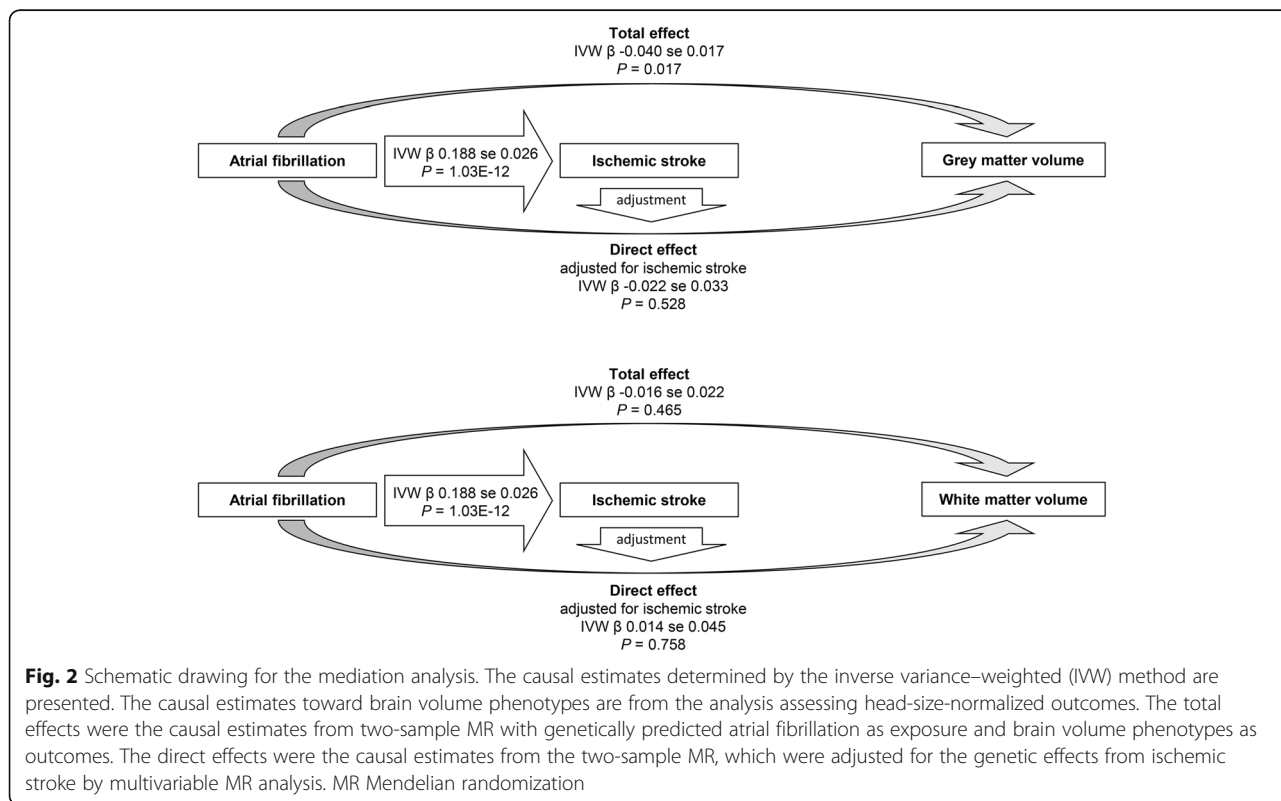 Total effect
IVW β -0.040 se 0.017
P = 0.017
Atrial fibrillation
IVW β 0.188 se 0.026
P = 1.03E-12
Ischemic stroke
Grey matter volume
adjustment
Direct effect
adjusted for ischemic stroke
IVW β -0.022 se 0.033
P = 0.528
Total effect
IVW β -0.016 se 0.022
P = 0.465
Atrial fibrillation
IVW β 0.188 se 0.026
P = 1.03E-12
Ischemic stroke
White matter volume
adjustment
Direct effect
adjusted for ischemic stroke
IVW β 0.014 se 0.045
P = 0.758
Fig. 2 Schematic drawing for the mediation analysis. The causal estimates determined by the inverse variance–weighted (IVW) method are
presented. The causal estimates toward brain volume phenotypes are from the analysis assessing head-size-normalized outcomes. The total
effects were the causal estimates from two-sample MR with genetically predicted atrial fibrillation as exposure and brain volume phenotypes as
outcomes. The direct effects were the causal estimates from the two-sample MR, which were adjusted for the genetic effects from ischemic
stroke by multivariable MR analysis. MR Mendelian randomization